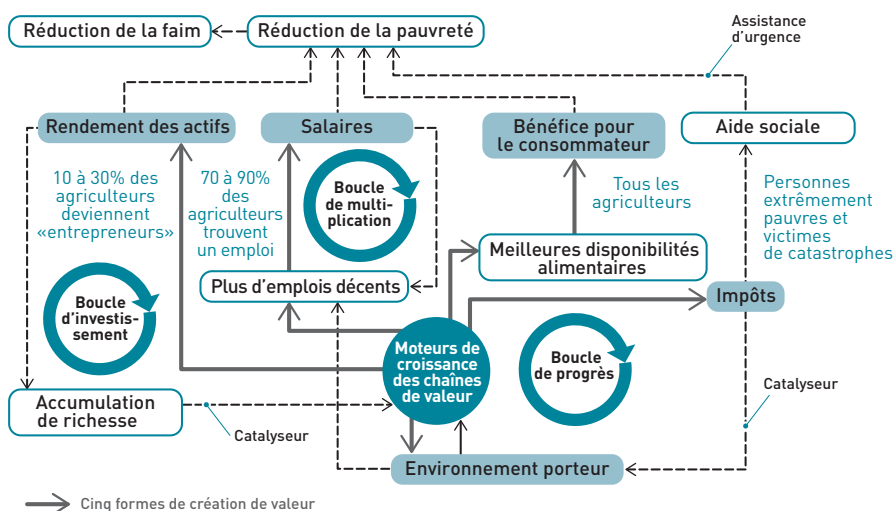 Réduction de la faim
Réduction de la pauvreté
Assistance
d'urgence
Rendement des actifs
Salaires
Bénéfice pour
le consommateur
Aide sociale
10 à 30% des
agriculteurs
deviennent
«entrepreneurs»
70 à 90%
des
agriculteurs
trouvent
un emploi
Boucle
de multi-
plication
Tous les
agriculteurs
Personnes
extrêmement
pauvres et
victimes
de catastrophes
Meilleures disponibilités
alimentaires
Plus d'emplois décents
Impôts
Boucle
d'investis-
sement
Moteurs de
croissance
des chaînes
de valeur
Boucle
de progrès
Accumulation
de richesse
Catalyseur
Catalyseur
Environnement porteur
Cinq formes de création de valeur